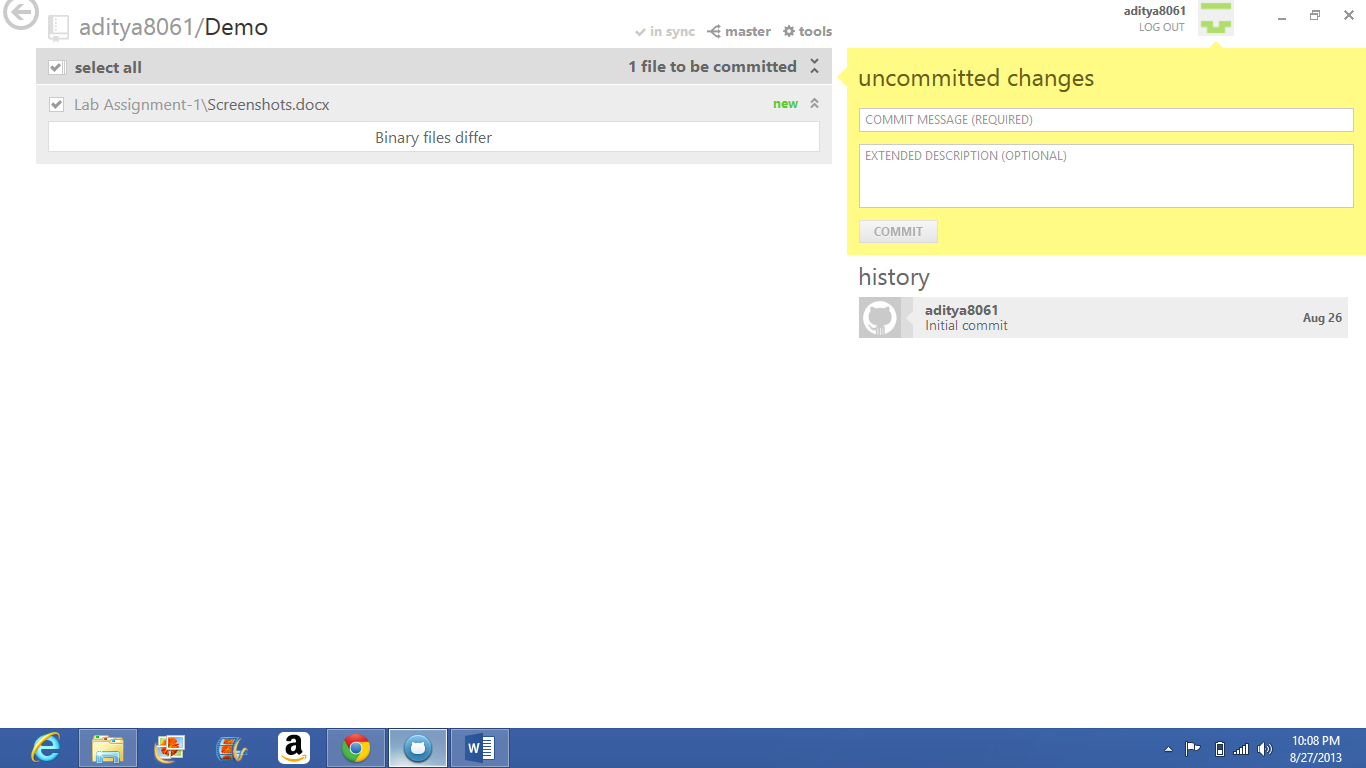 aditya8061/Demo
in sync master tools
aditya8061
LOG OUT
select all 1 file to be committed
Lab Assignment-1\Screenshots.docx new
Binary files differ
uncommitted changes
COMMIT MESSAGE (REQUIRED)
EXTENDED DESCRIPTION (OPTIONAL)
COMMIT
history
aditya8061
Initial commit
Aug 26
10:08 PM
8/27/2013